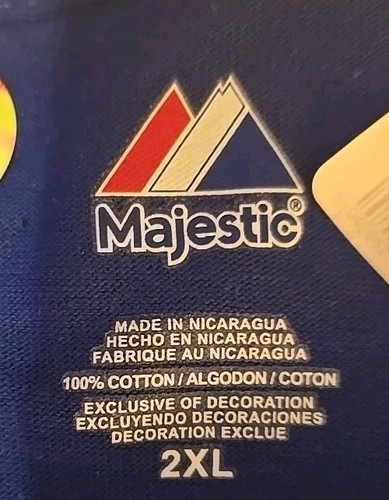 Majestic®
MADE IN NICARAGUA
HECHO EN NICARAGUA
FABRIQUE AU NICARAGUA
100% COTTON / ALGODON / COTON
EXCLUSIVE OF DECORATION
EXCLUYENDO DECORACIONES
DECORATION EXCLUE
2XL